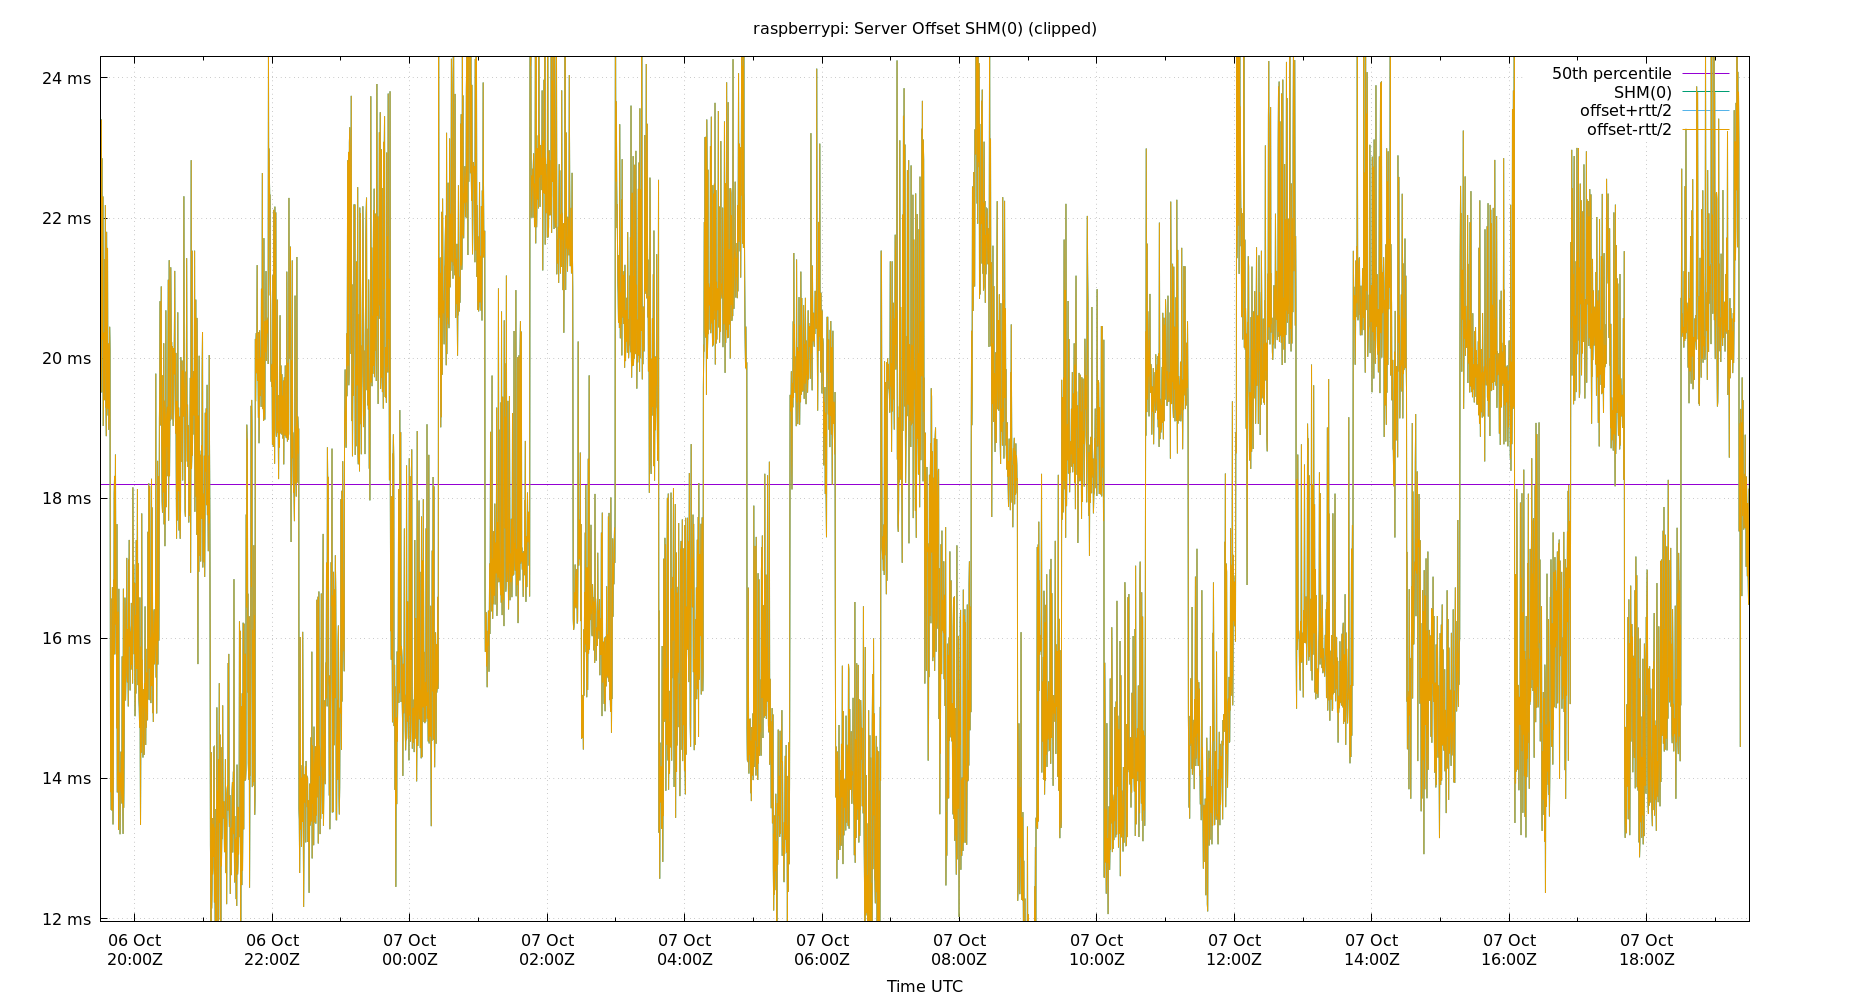 raspberrypi: Server Offset SHM(0) (clipped)
24 ms
22 ms
20 ms
18 ms
16 ms
14 ms
12 ms
50th percentile
SHM(0)
offset+rtt/2
offset-rtt/2
06 Oct 06 Oct 07 Oct 07 Oct 07 Oct 07 Oct 07 Oct 07 Oct 07 Oct 07 Oct 07 Oct 07 Oct
20:00Z 22:00Z 00:00Z 02:00Z 04:00Z 06:00Z 08:00Z 10:00Z 12:00Z 14:00Z 16:00Z 18:00Z
Time UTC